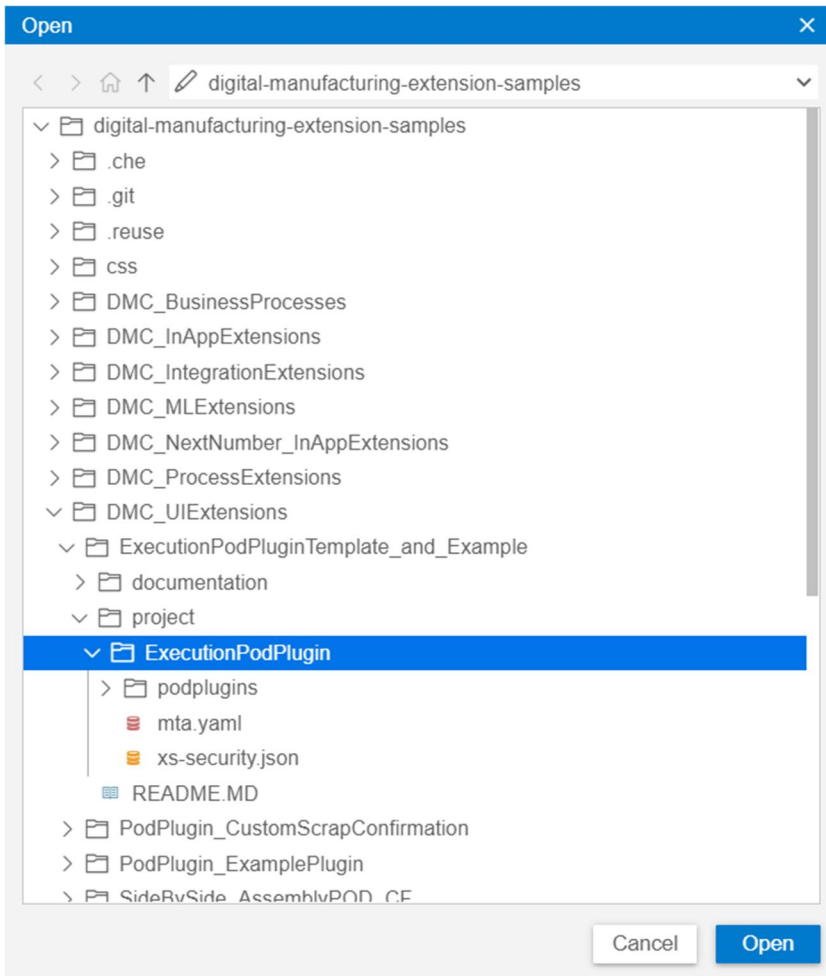 Open
digital-manufacturing-extension-samples
digital-manufacturing-extension-samples
.che
.git
.reuse
css
DMC_BusinessProcesses
DMC_InAppExtensions
DMC_IntegrationExtensions
DMC_MLExtensions
DMC_NextNumber_InAppExtensions
DMC_ProcessExtensions
DMC_UIExtensions
ExecutionPodPluginTemplate_and_Example
documentation
project
ExecutionPodPlugin
podplugins
mta.yaml
xs-security.json
README.MD
PodPlugin_CustomScrapConfirmation
PodPlugin_ExamplePlugin
SideBySide_AssemblyPOD_CF
Cancel Open